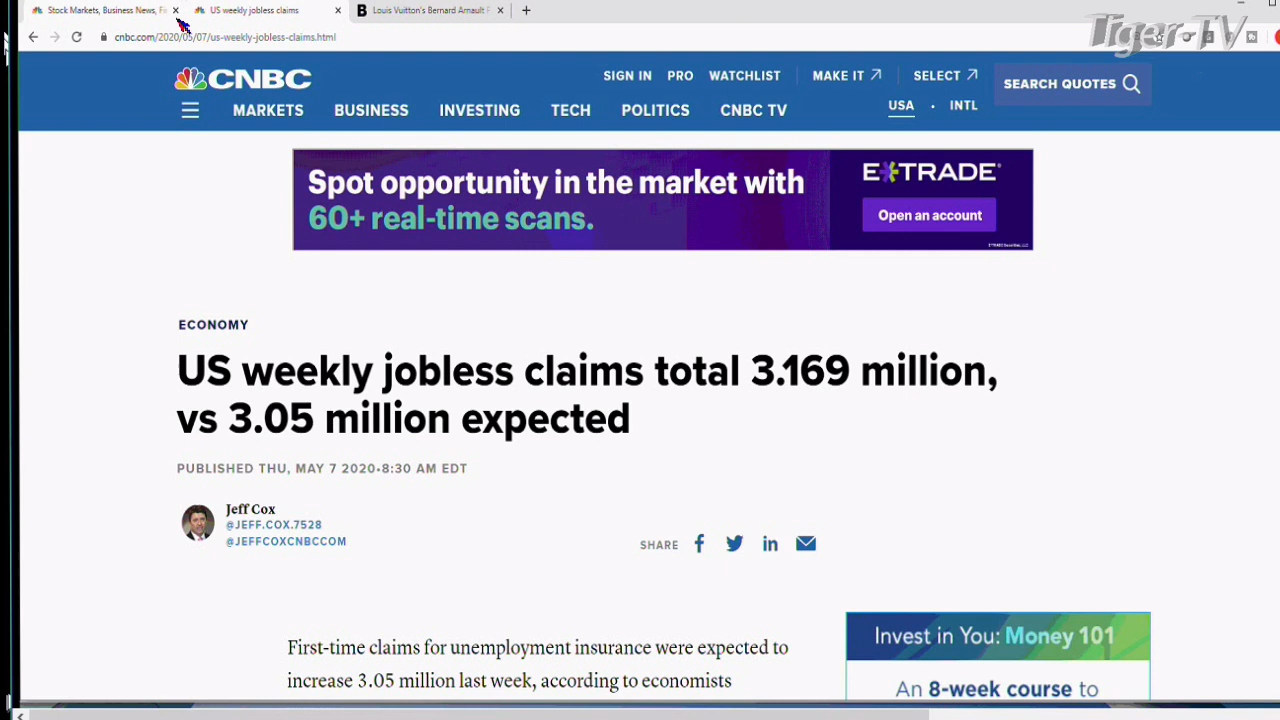 Stock Markets, Business News, Fi
US weekly jobless claims
Louis Vuitton's Bernard Arnault F
cnbc.com/2020/05/07/us-weekly-jobless-claims.html
Tiger-TV
CNBC
SIGN IN PRO WATCHLIST MAKE IT SELECT
SEARCH QUOTES
USA · INTL
MARKETS BUSINESS INVESTING TECH POLITICS CNBC TV
Spot opportunity in the market with
60+ real-time scans.
E*TRADE
Open an account
ECONOMY
US weekly jobless claims total 3.169 million,
vs 3.05 million expected
PUBLISHED THU, MAY 7 2020•8:30 AM EDT
Jeff Cox
@JEFF.COX.7528
@JEFFCOXCNBCCOM
SHARE
First-time claims for unemployment insurance were expected to
increase 3.05 million last week, according to economists
Invest in You: Money 101
An 8-week course to